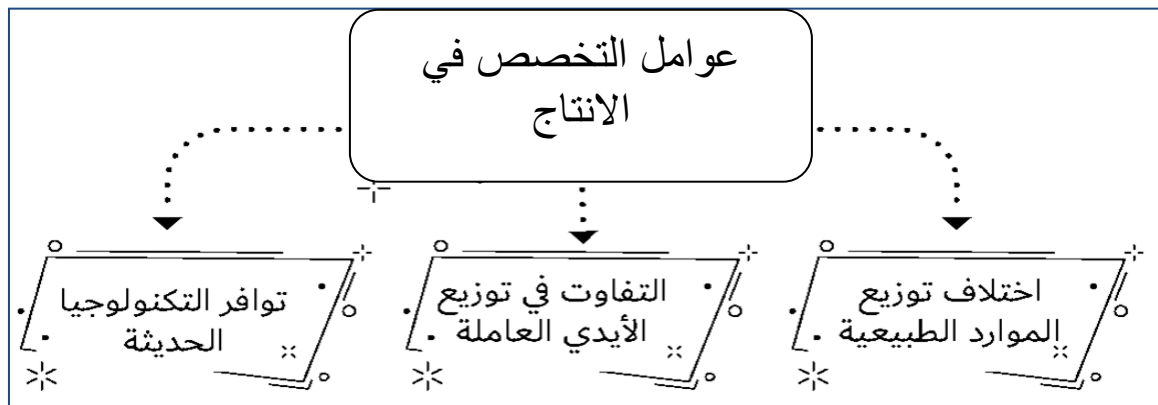 عوامل التخصص في
الانتاج
اختلاف توزيع
الموارد الطبيعية
التفاوت في توزيع
الأيدي العاملة
توافر التكنولوجيا
الحديثة